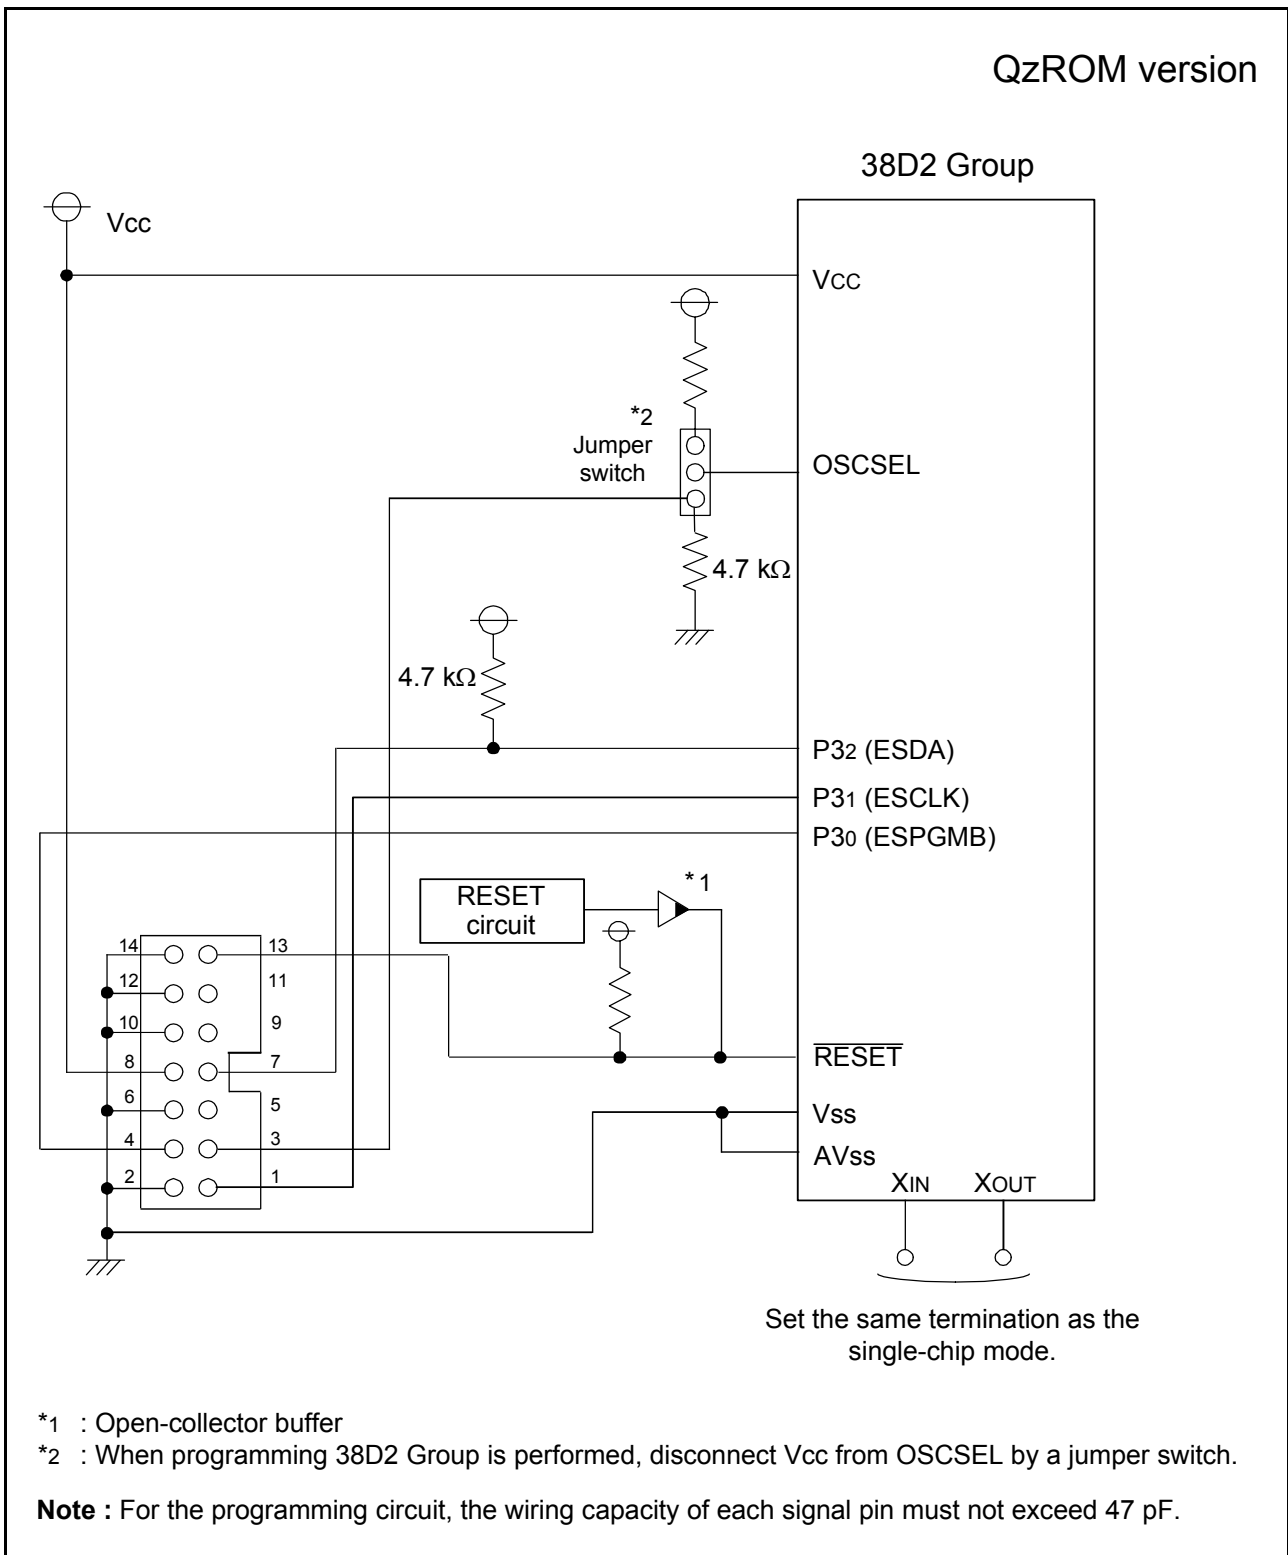 QzROM version
38D2 Group
Vcc
VCC
*2
Jumper
switch
OSCSEL
4.7 kΩ
4.7 kΩ
P32 (ESDA)
P31 (ESCLK)
P30 (ESPGMB)
RESET
circuit
*1
14
13
12
11
10
9
8
7
6
5
4
3
2
1
RESET
Vss
AVss
XIN
XOUT
Set the same termination as the
single-chip mode.
*1 : Open-collector buffer
*2 : When programming 38D2 Group is performed, disconnect Vcc from OSCSEL by a jumper switch.
Note : For the programming circuit, the wiring capacity of each signal pin must not exceed 47 pF.